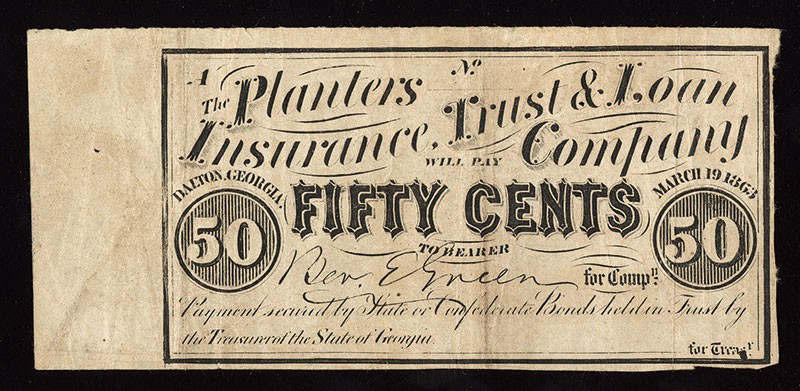 A No
The Planters
Insurance, Trust & Loan
WILL PAY Company
DALTON, GEORGIA MARCH 19, 1863
50 FIFTY CENTS 50
TO BEARER
Ben. E Green for Compy.
Payment secured by State or Confederate Bonds held in Trust by
the Treasurer of the State of Georgia.
for Treasr.